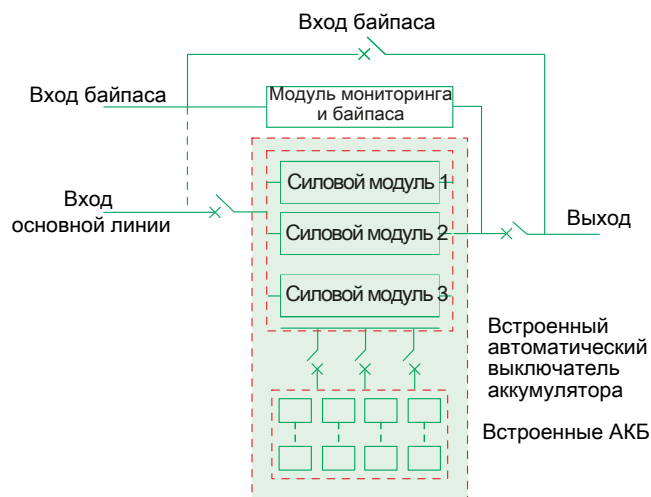 Вход байпаса
Вход байпаса
Модуль мониторинга
и байпаса
Силовой модуль 1
Вход
основной линии
Силовой модуль 2
Выход
Силовой модуль 3
Встроенный
автоматический
выключатель
аккумулятора
Встроенные АКБ